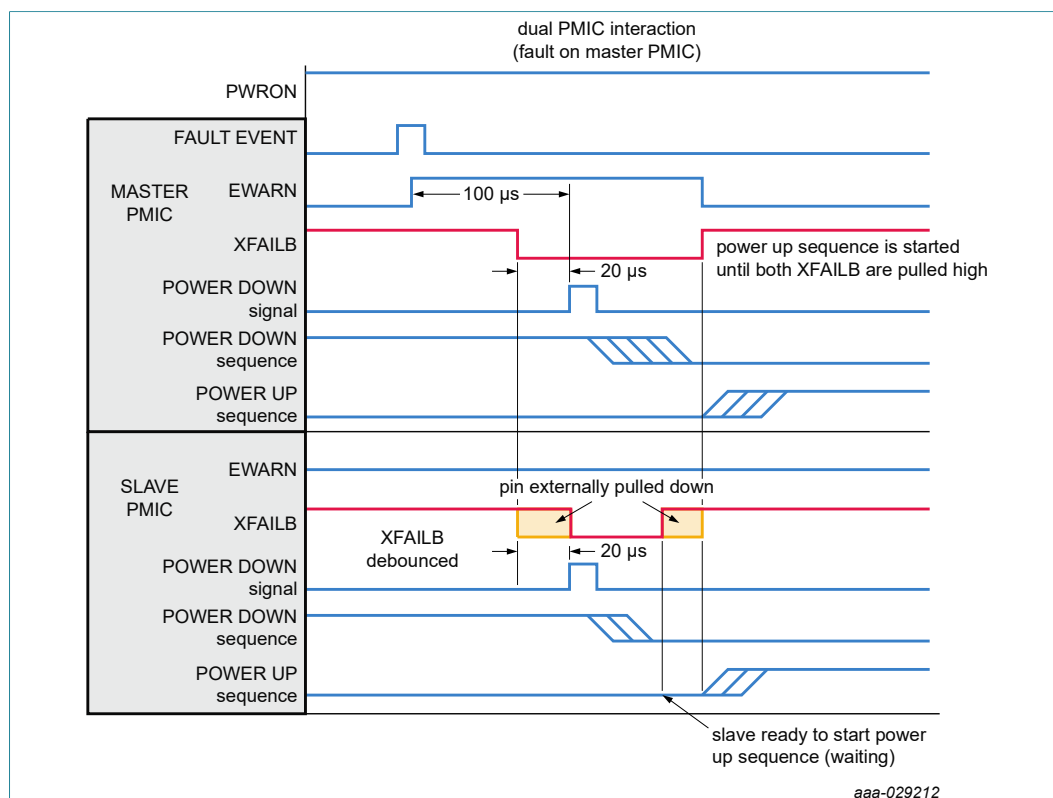 dual PMIC interaction
(fault on master PMIC)
PWRON
MASTER
PMIC
FAULT EVENT
EWARN
100 µs
XFAILB
power up sequence is started
until both XFAILB are pulled high
20 µs
POWER DOWN
signal
POWER DOWN
sequence
POWER UP
sequence
SLAVE
PMIC
EWARN
pin externally pulled down
XFAILB
XFAILB
debounced
20 µs
POWER DOWN
signal
POWER DOWN
sequence
POWER UP
sequence
slave ready to start power
up sequence (waiting)
aaa-029212